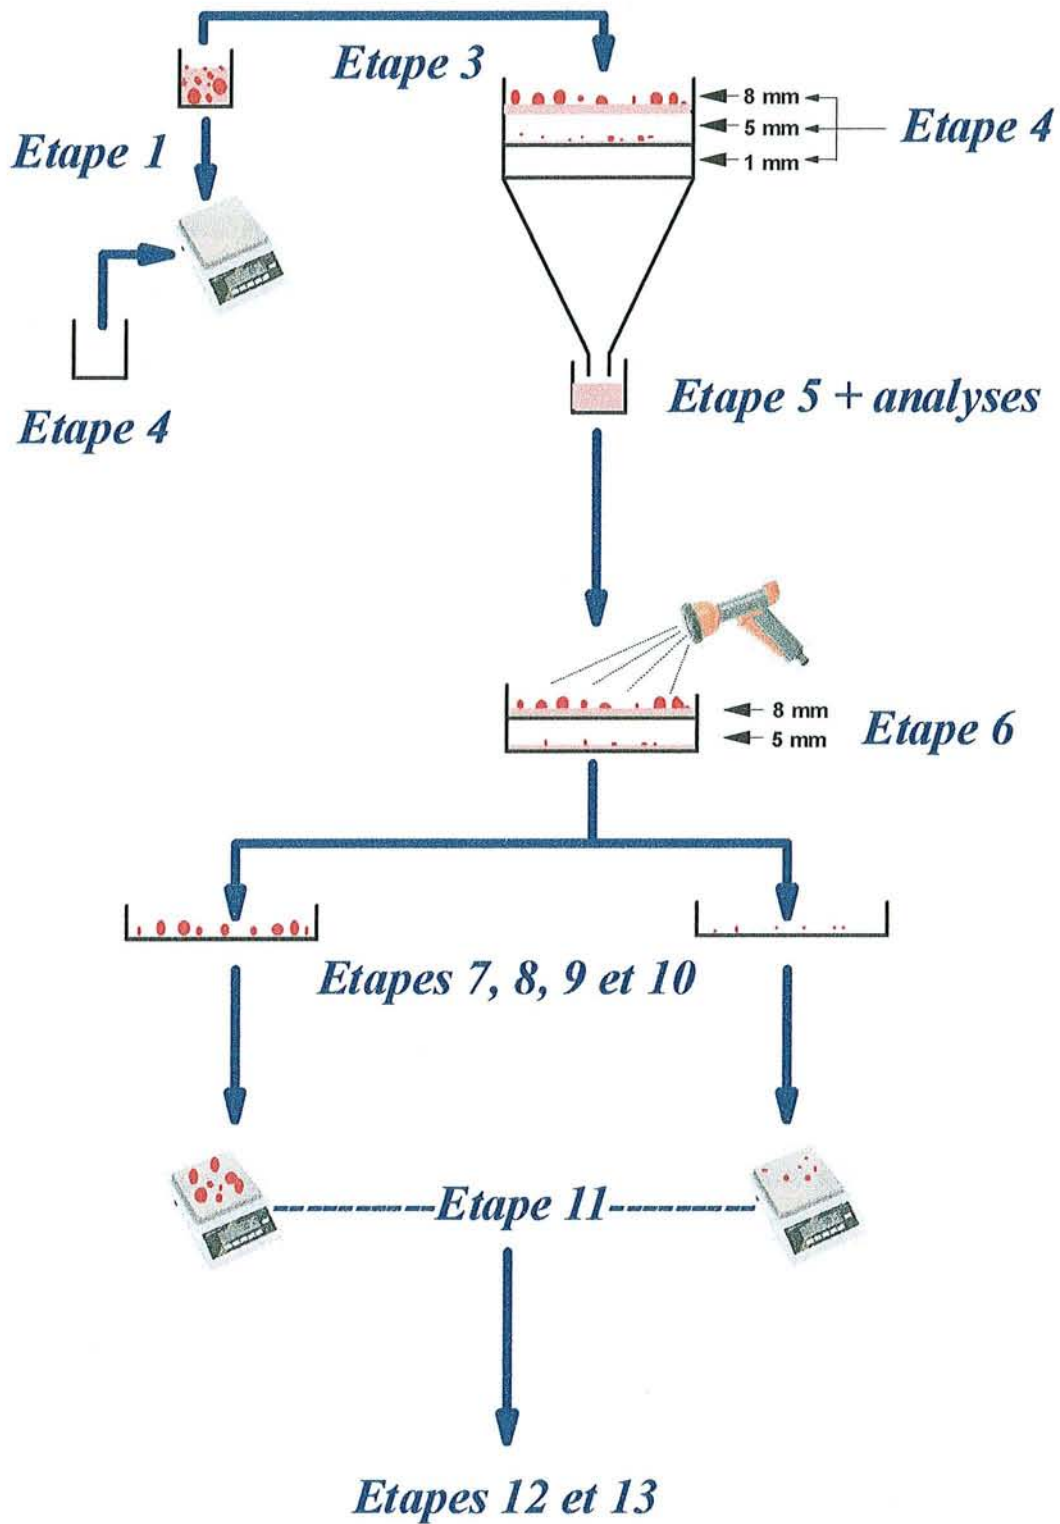 Etape 3
8 mm
5 mm
Etape 4
1 mm
Etape 1
Etape 4
Etape 5 + analyses
8 mm
5 mm
Etape 6
Etapes 7, 8, 9 et 10
Etape 11
Etapes 12 et 13